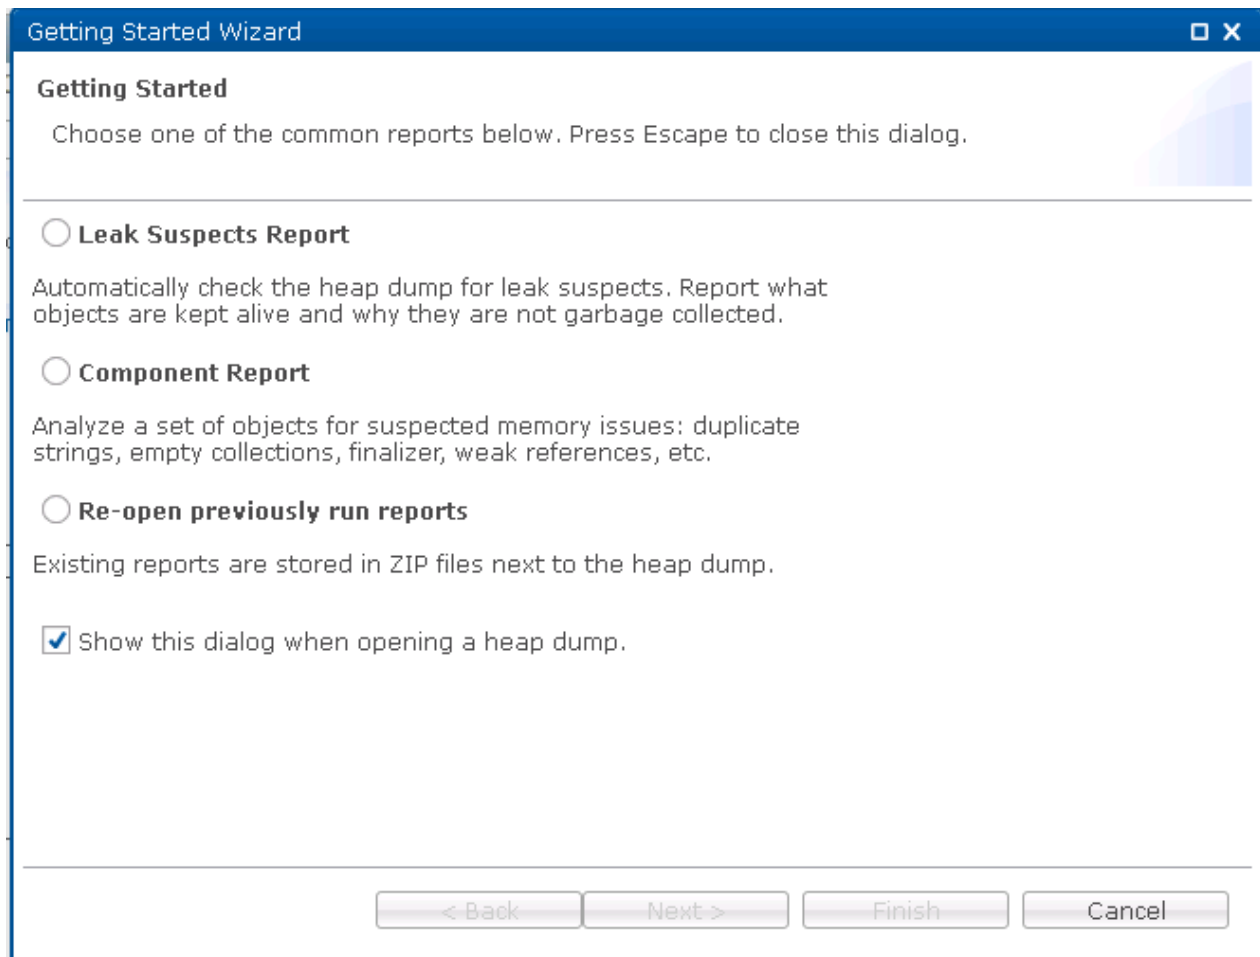 Getting Started Wizard
Getting Started
Choose one of the common reports below. Press Escape to close this dialog.
Leak Suspects Report
Automatically check the heap dump for leak suspects. Report what
objects are kept alive and why they are not garbage collected.
Component Report
Analyze a set of objects for suspected memory issues: duplicate
strings, empty collections, finalizer, weak references, etc.
Re-open previously run reports
Existing reports are stored in ZIP files next to the heap dump.
Show this dialog when opening a heap dump.
< Back Next > Finish Cancel